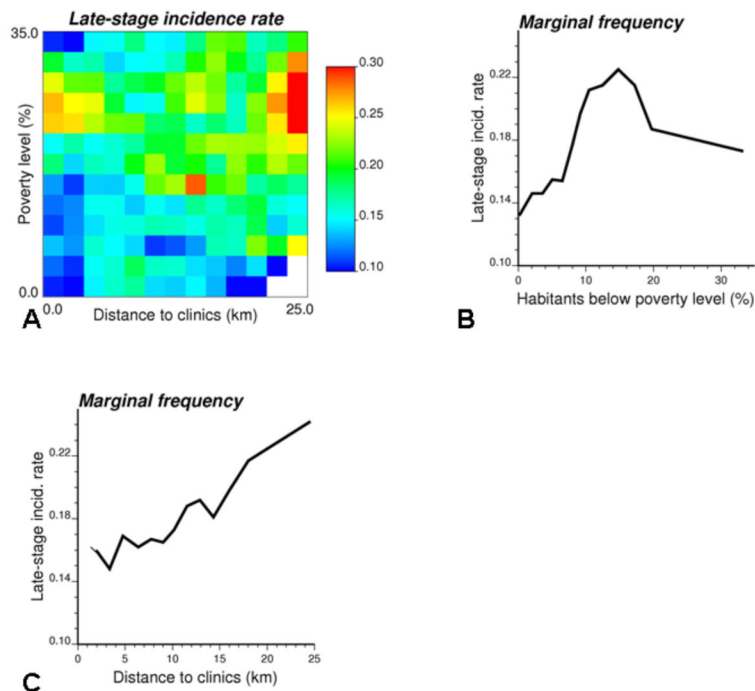 Late-stage incidence rate
35.0
Poverty level (%)
0.0
0.0
25.0
Distance to clinics (km)
0.30
0.25
0.20
0.15
0.10
A
Marginal frequency
Late-stage incid. rate
0.22
0.18
0.14
0.10
0
10
20
30
Habitants below poverty level (%)
B
Marginal frequency
Late-stage incid. rate
0.22
0.18
0.14
0.10
0
5
10
15
20
25
Distance to clinics (km)
C